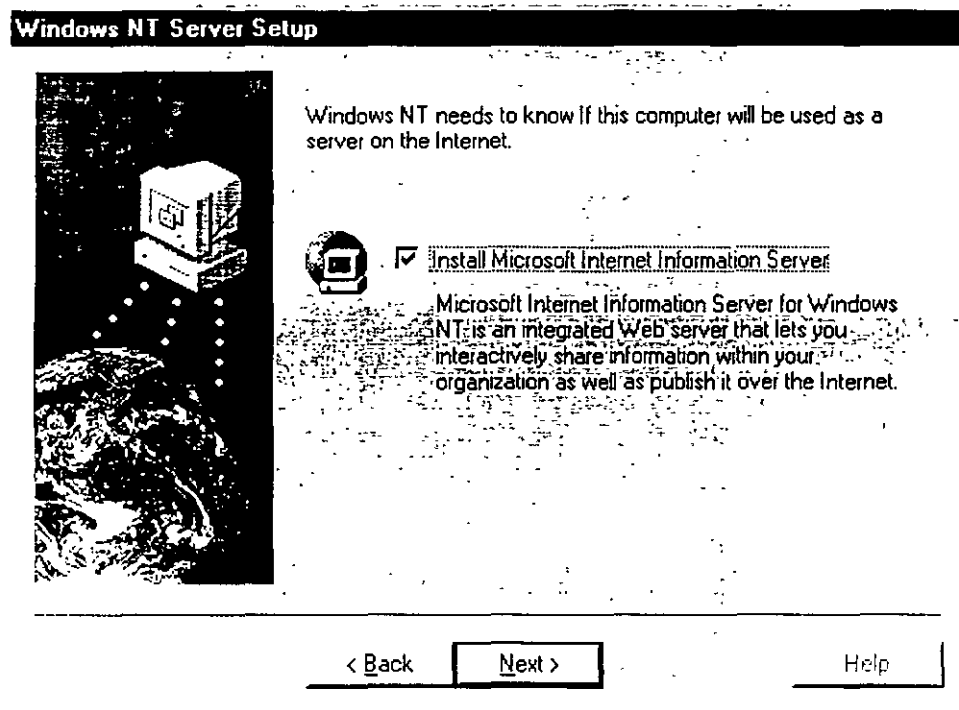 Windows NT Server Setup
Windows NT needs to know if this computer will be used as a
server on the Internet.
Install Microsoft Internet Information Server
Microsoft Internet Information Server for Windows
NT is an integrated Web server that lets you
interactively share information within your
organization as well as publish it over the Internet.
< Back
Next >
Help